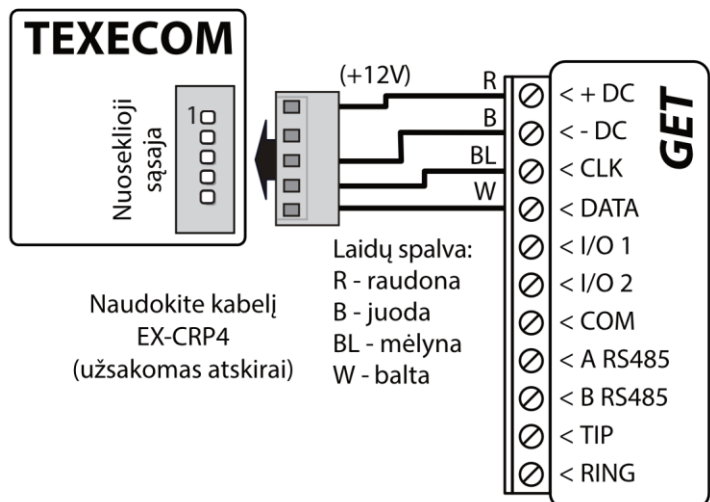 TEXECOM
Nuoseklioji
sąsaja
1
(+12V)
R
B
BL
W
Laidų spalva:
R - raudona
B - juoda
BL - mėlyna
W - balta
Naudokite kabelį
EX-CRP4
(užsakomas atskirai)
GET
< + DC
< - DC
< CLK
< DATA
< I/O 1
< I/O 2
< COM
< A RS485
< B RS485
< TIP
< RING